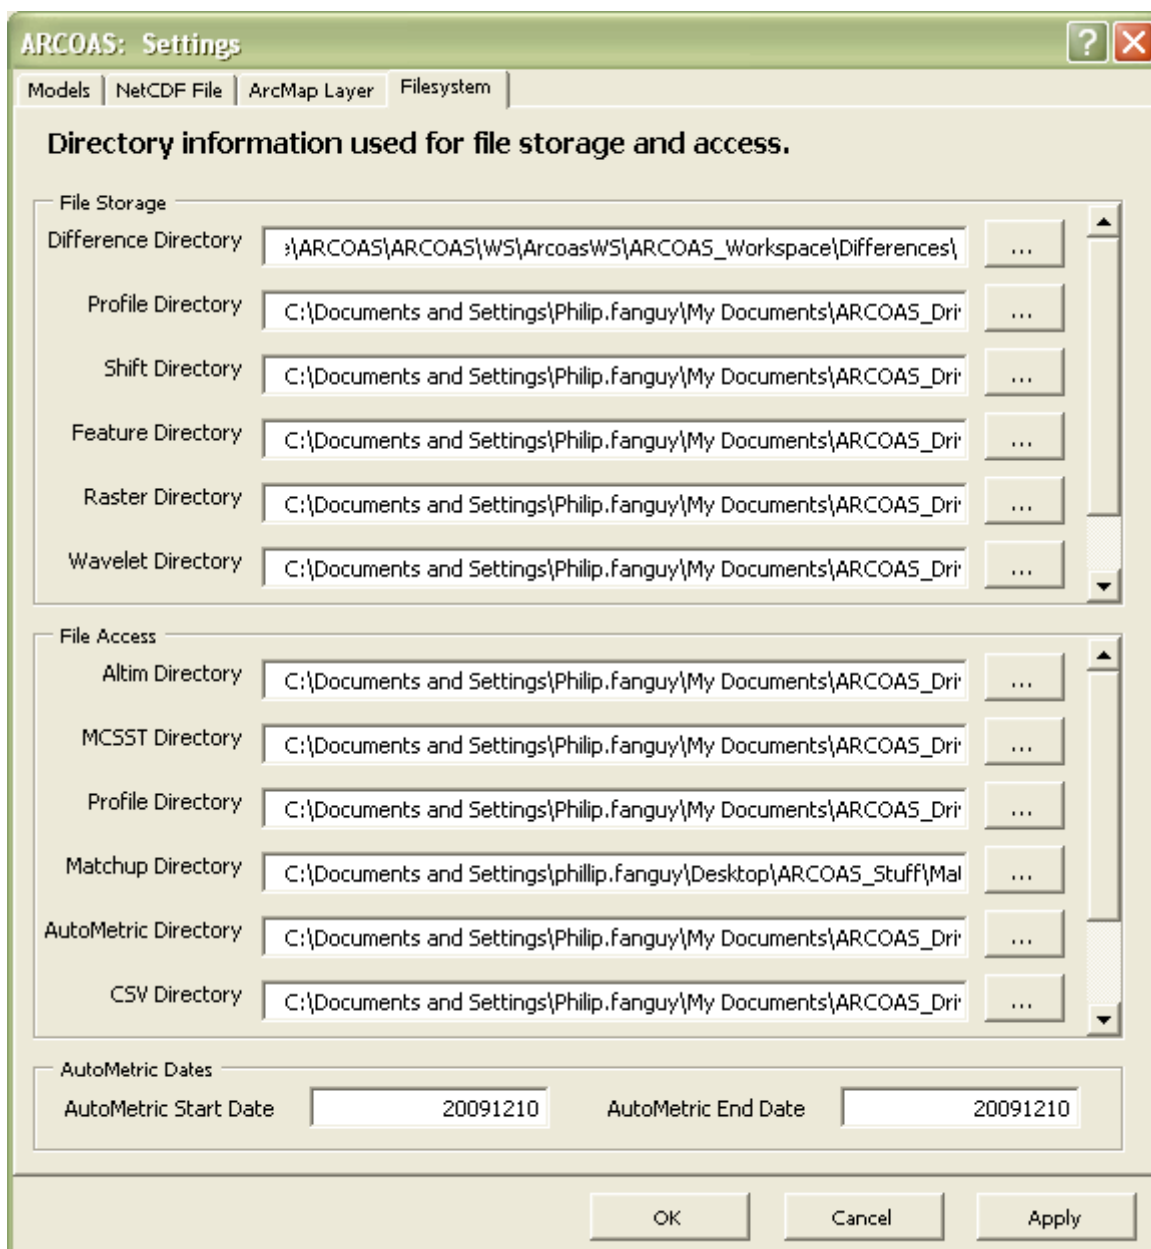 ARCOAS: Settings
Models NetCDF File ArcMap Layer Filesystem
Directory information used for file storage and access.
File Storage
Difference Directory \ARCOAS\ARCOAS\WS\ArcoasWS\ARCOAS_Workspace\Differences\ ...
Profile Directory C:\Documents and Settings\Philip.fanguy\My Documents\ARCOAS_Dri ...
Shift Directory C:\Documents and Settings\Philip.fanguy\My Documents\ARCOAS_Dri ...
Feature Directory C:\Documents and Settings\Philip.fanguy\My Documents\ARCOAS_Dri ...
Raster Directory C:\Documents and Settings\Philip.fanguy\My Documents\ARCOAS_Dri ...
Wavelet Directory C:\Documents and Settings\Philip.fanguy\My Documents\ARCOAS_Dri ...
File Access
Altim Directory C:\Documents and Settings\Philip.fanguy\My Documents\ARCOAS_Dri ...
MCSST Directory C:\Documents and Settings\Philip.fanguy\My Documents\ARCOAS_Dri ...
Profile Directory C:\Documents and Settings\Philip.fanguy\My Documents\ARCOAS_Dri ...
Matchup Directory C:\Documents and Settings\phillip.fanguy\Desktop\ARCOAS_Stuff\Mat ...
AutoMetric Directory C:\Documents and Settings\Philip.fanguy\My Documents\ARCOAS_Dri ...
CSV Directory C:\Documents and Settings\Philip.fanguy\My Documents\ARCOAS_Dri ...
AutoMetric Dates
AutoMetric Start Date 20091210 AutoMetric End Date 20091210
OK Cancel Apply